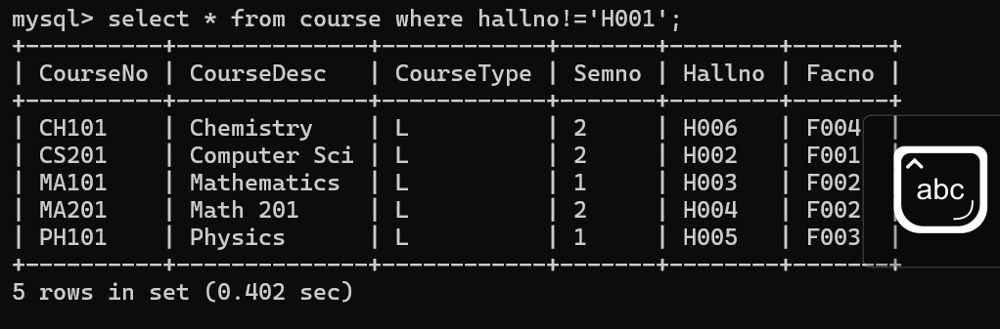 mysql> select * from course where hallno!='H001';
+----------+---------------+-------------+-------+--------+-------+
| CourseNo | CourseDesc    | CourseType | Semno | Hallno | Facno |
+----------+---------------+-------------+-------+--------+-------+
| CH101    | Chemistry     | L          | 2     | H006   | F004  |
| CS201    | Computer Sci | L          | 2     | H002   | F001  |
| MA101    | Mathematics   | L          | 1     | H003   | F002  |
| MA201    | Math 201      | L          | 2     | H004   | F002  |
| PH101    | Physics       | L          | 1     | H005   | F003  |
+----------+---------------+-------------+-------+--------+-------+
5 rows in set (0.402 sec)
abc